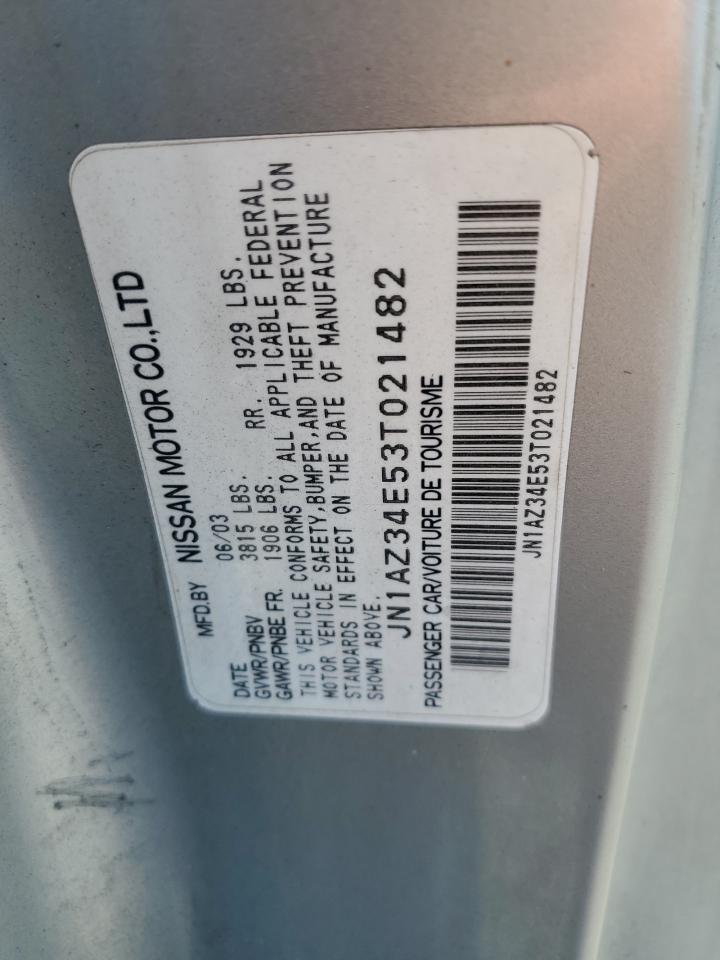 MFD.BY NISSAN MOTOR CO.,LTD
DATE 06/03
GVWR/PNBV 3815 LBS.
GAWR/PNBE FR. 1906 LBS. RR. 1929 LBS.
THIS VEHICLE CONFORMS TO ALL APPLICABLE FEDERAL
MOTOR VEHICLE SAFETY,BUMPER,AND THEFT PREVENTION
STANDARDS IN EFFECT ON THE DATE OF MANUFACTURE
SHOWN ABOVE.
JN1AZ34E53T021482
PASSENGER CAR/VOITURE DE TOURISME
JN1AZ34E53T021482